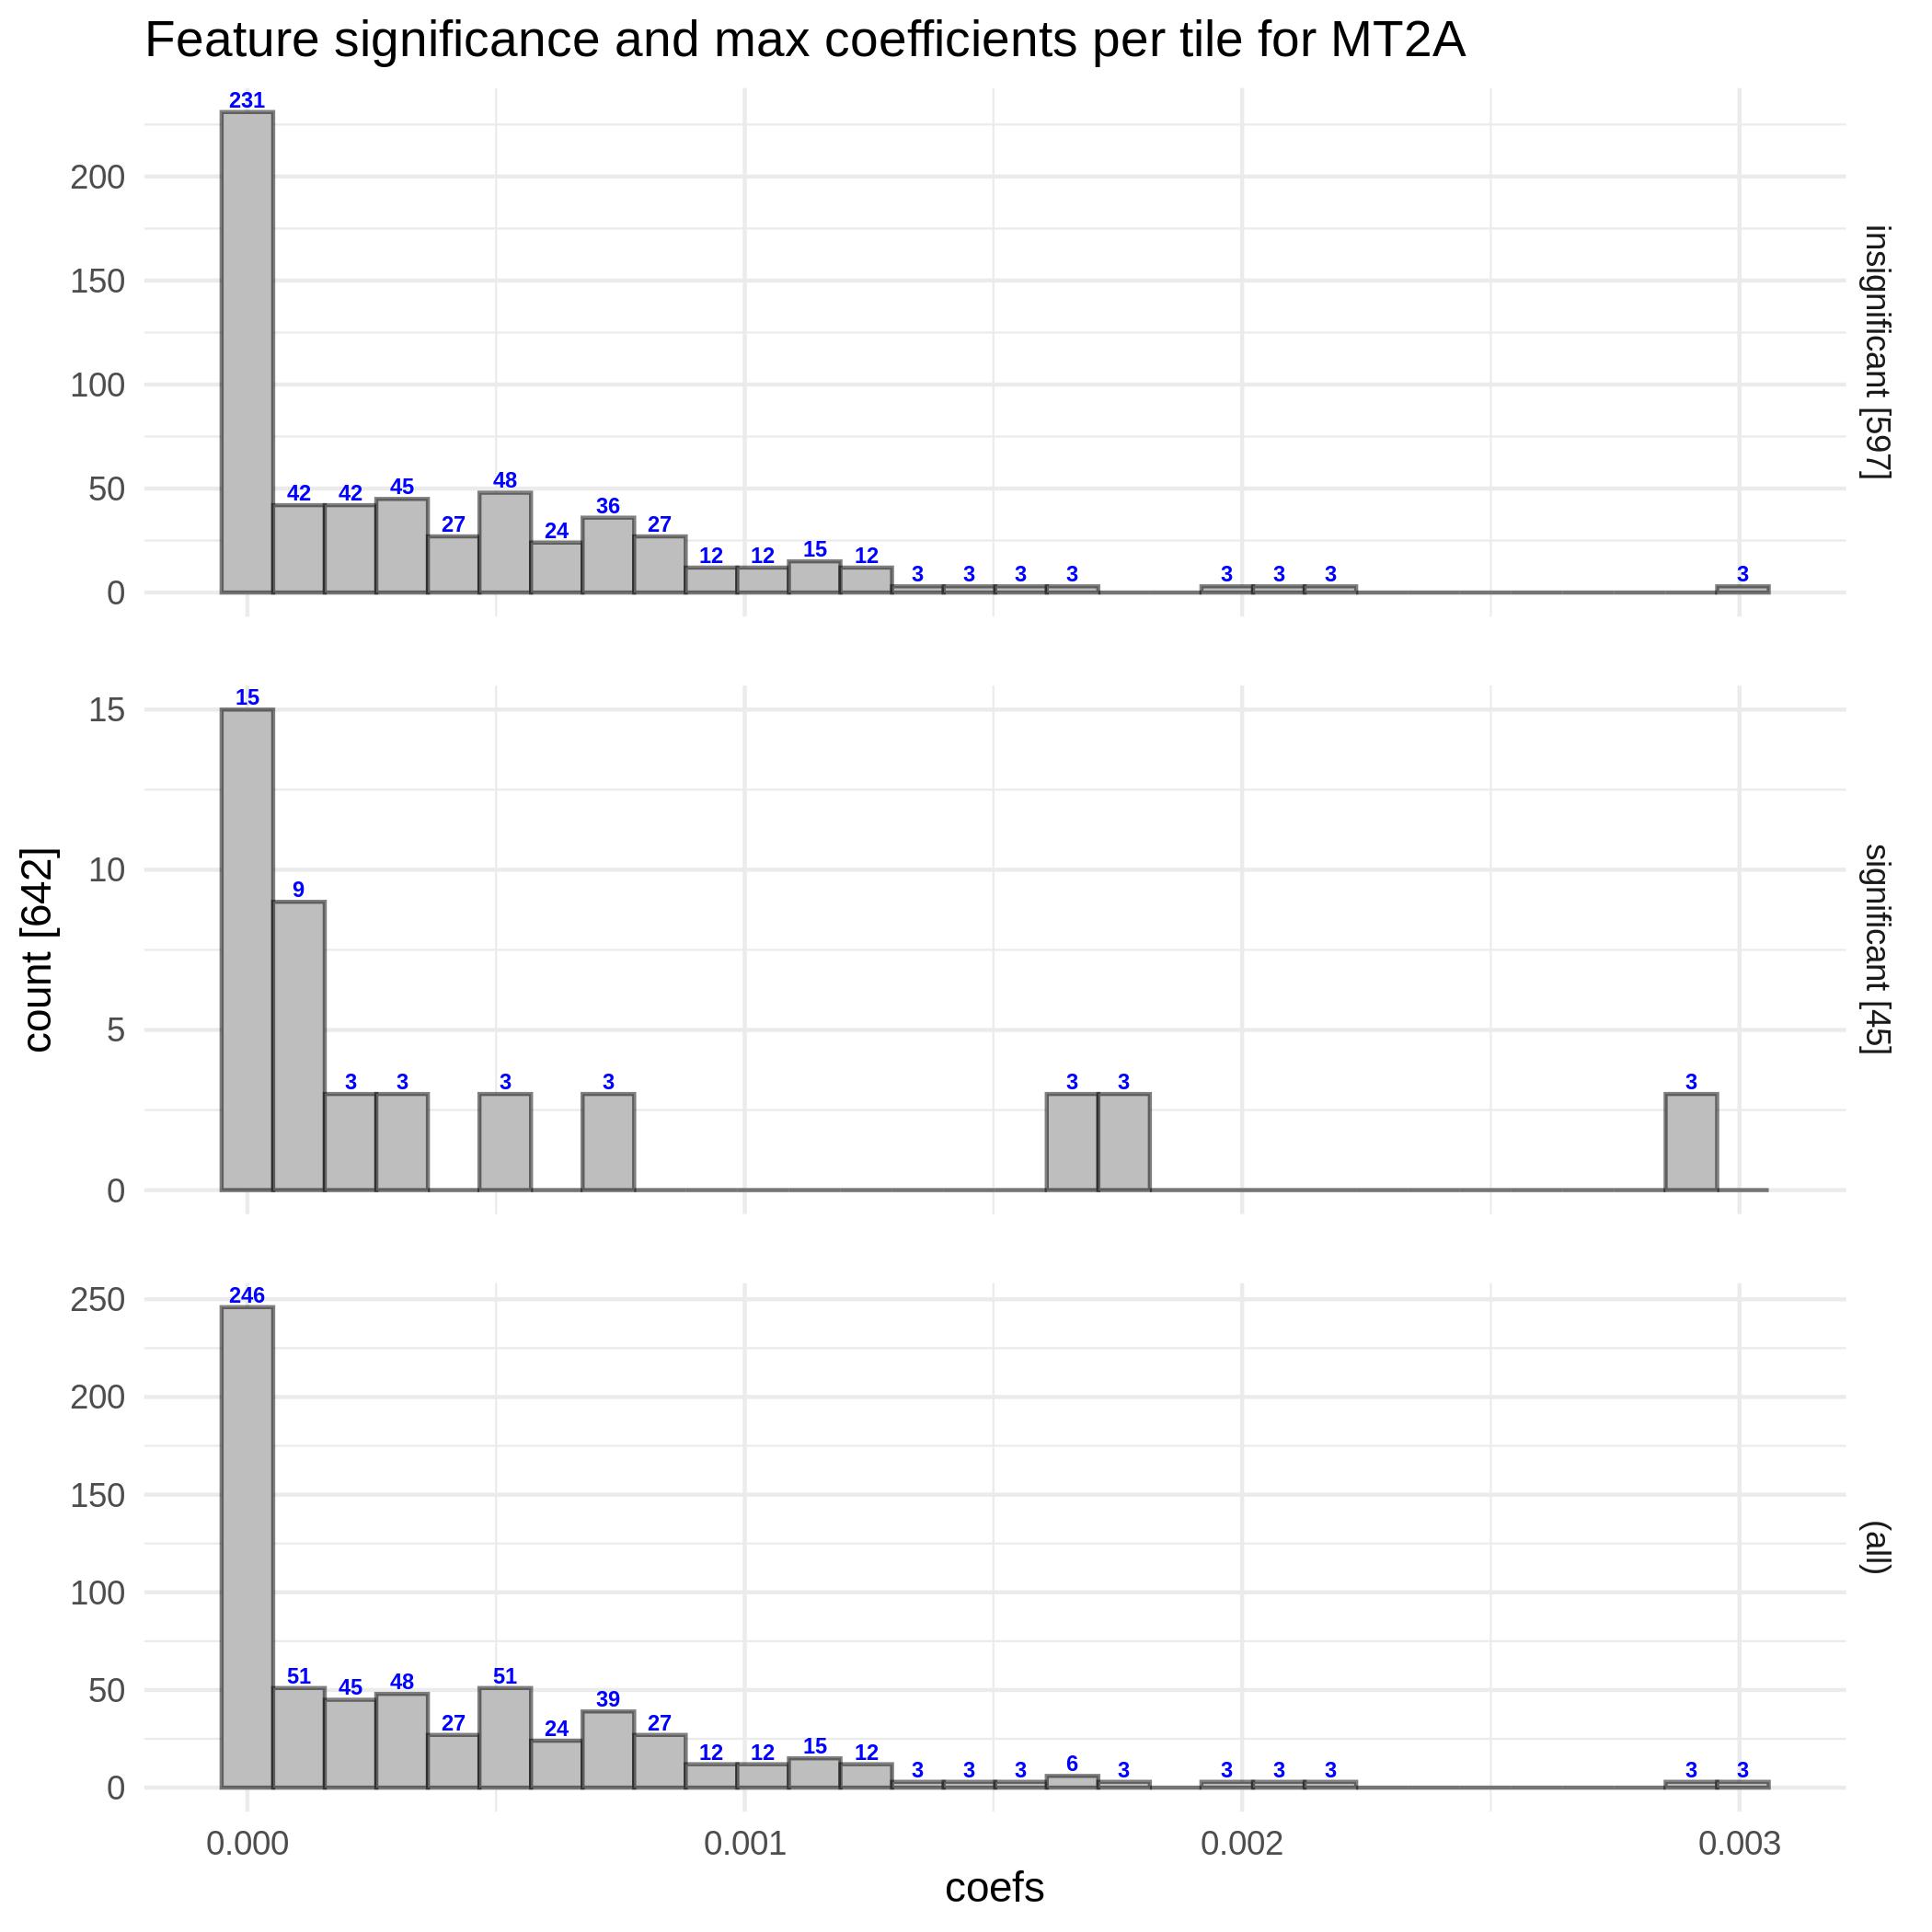 Feature significance and max coefficients per tile for MT2A
231
200
150
100
50
0
42 42 45 27 48 24 36 27 12 12 15 12 3 3 3 3 3 3 3 3
insignificant [597]
count [642]
15
10
5
0
15 9 3 3 3 3 3 3 3
significant [45]
250
200
150
100
50
0
246 51 45 48 27 51 24 39 27 12 12 15 12 3 3 3 6 3 3 3 3 3 3
(all)
0.000 0.001 0.002 0.003
coefs